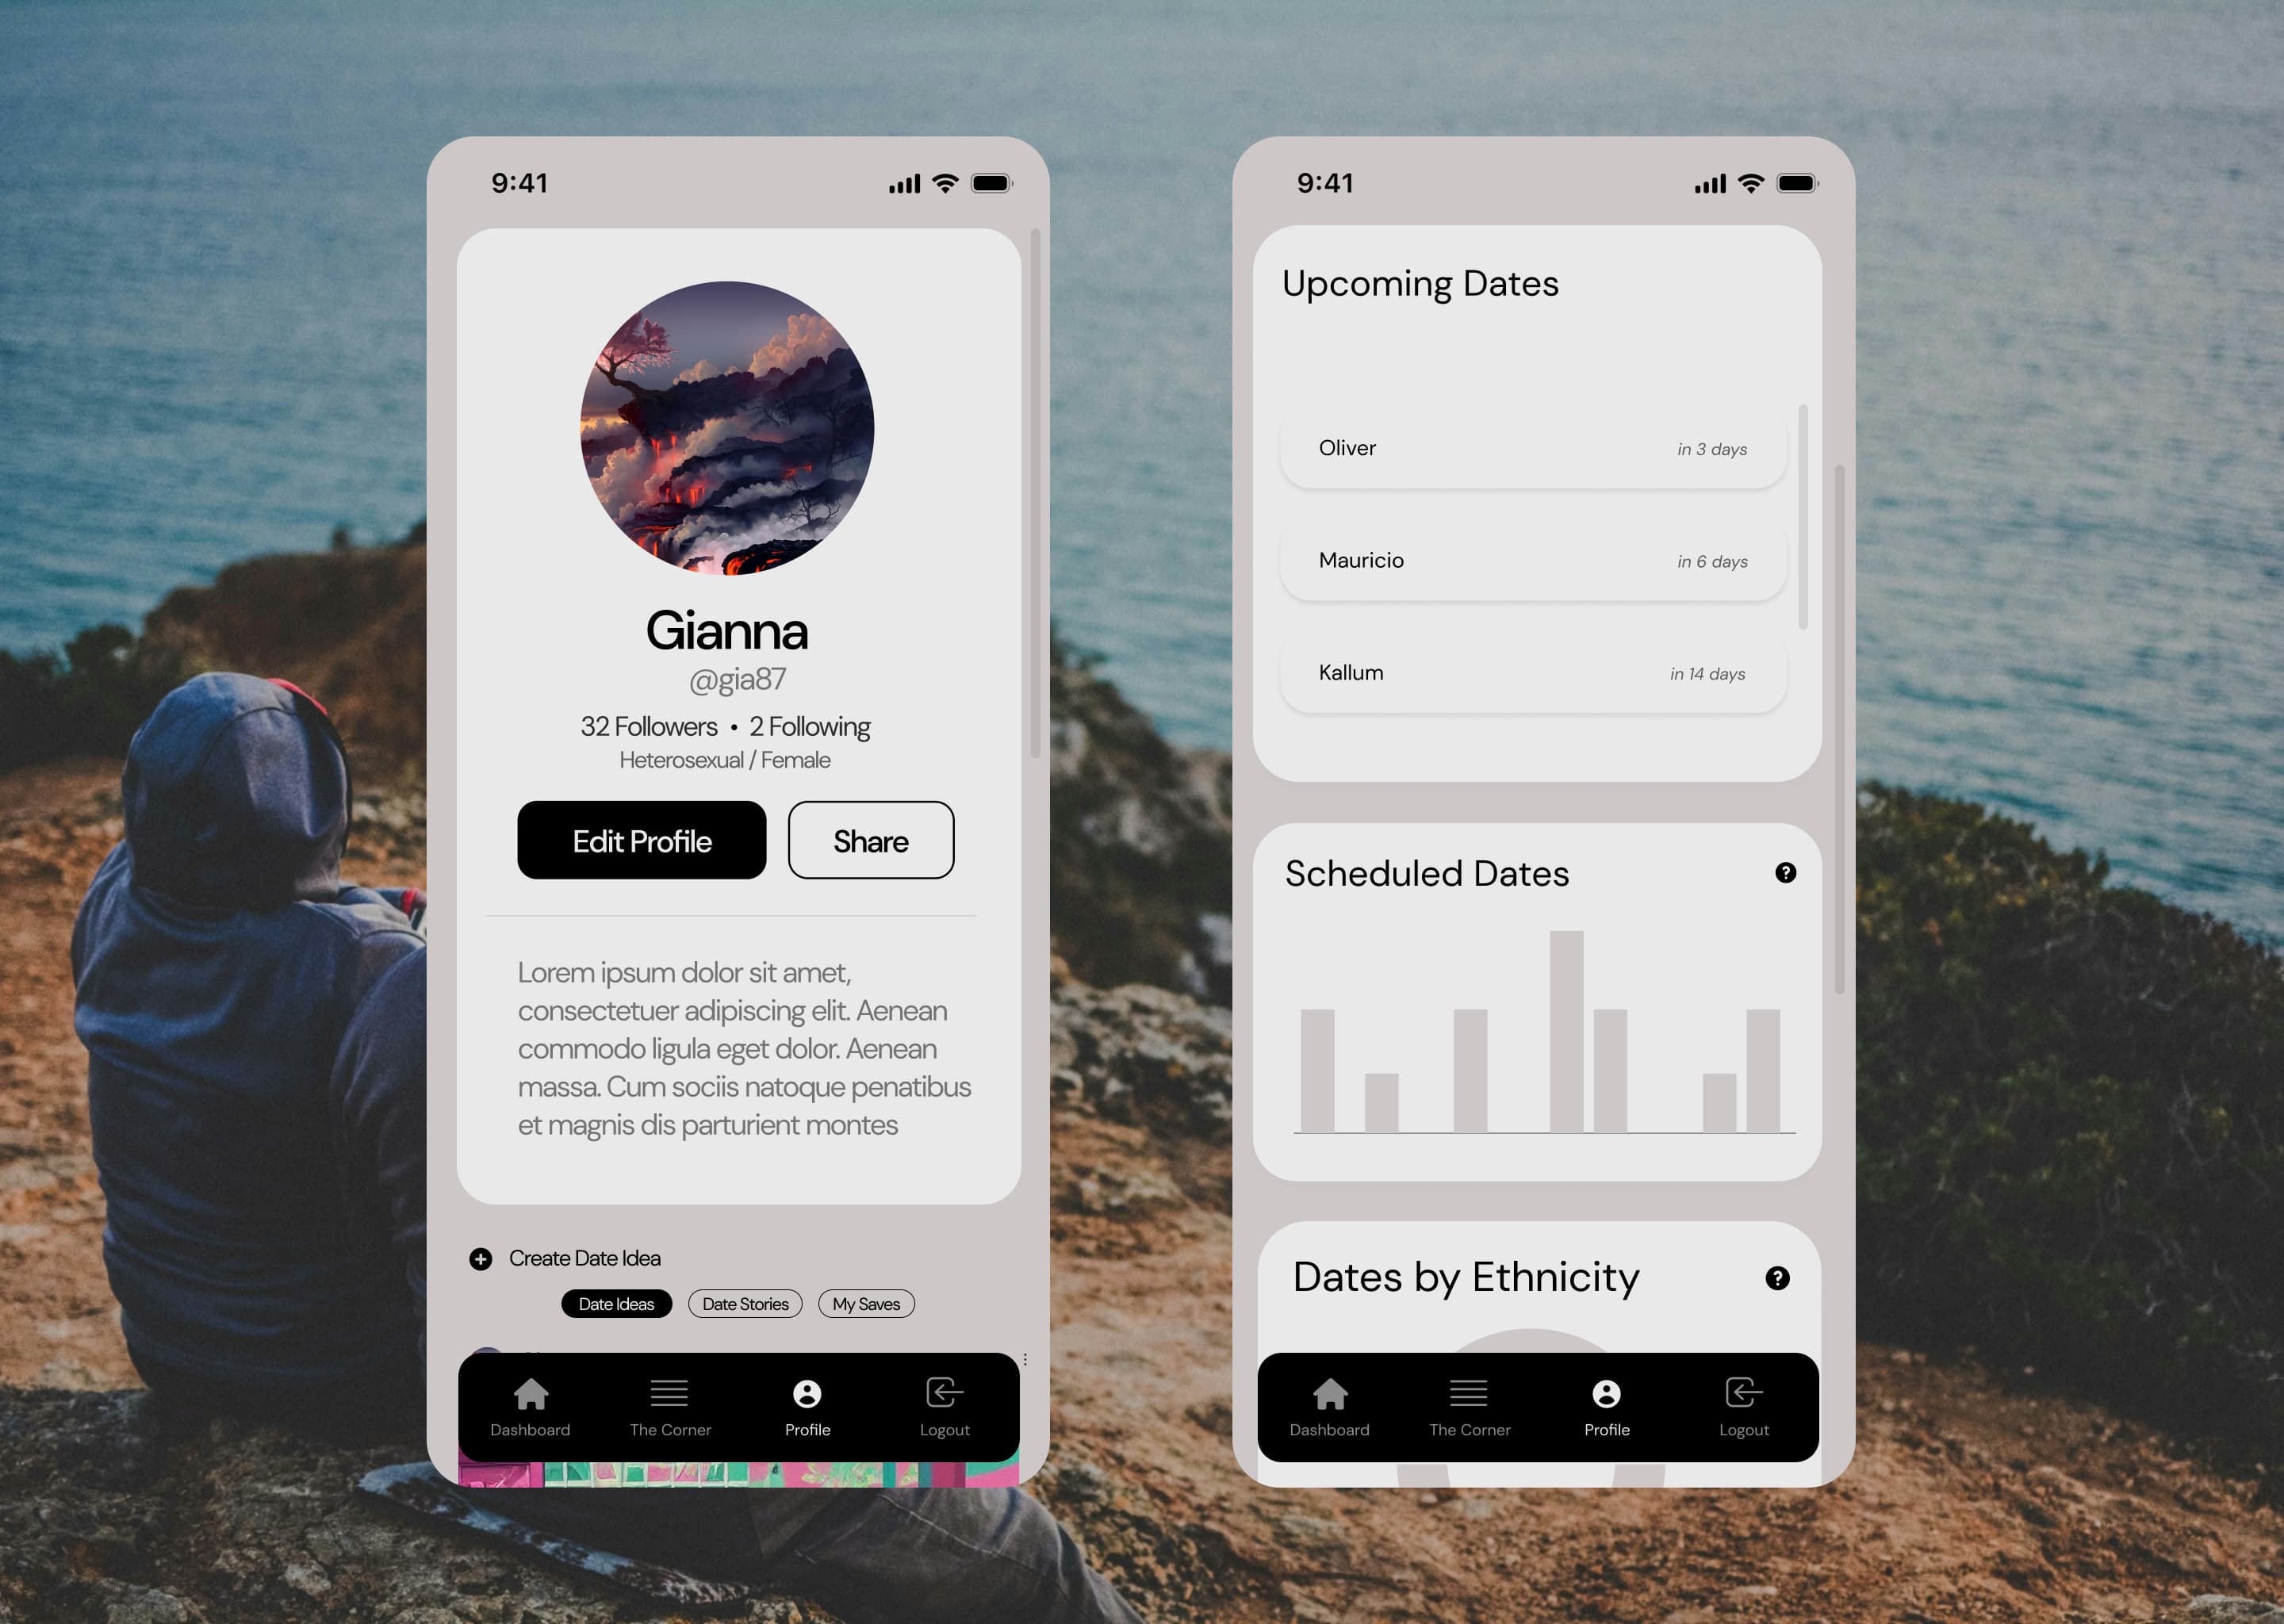 9:41
Gianna
@gia87
32 Followers • 2 Following
Heterosexual / Female
Edit Profile
Share
Lorem ipsum dolor sit amet,
consectetuer adipiscing elit. Aenean
commodo ligula eget dolor. Aenean
massa. Cum sociis natoque penatibus
et magnis dis parturient montes
Create Date Idea
Date Ideas
Date Stories
My Saves
Dashboard
The Corner
Profile
Logout
9:41
Upcoming Dates
Oliver in 3 days
Mauricio in 6 days
Kallum in 14 days
Scheduled Dates
?
Dates by Ethnicity
?
Dashboard
The Corner
Profile
Logout